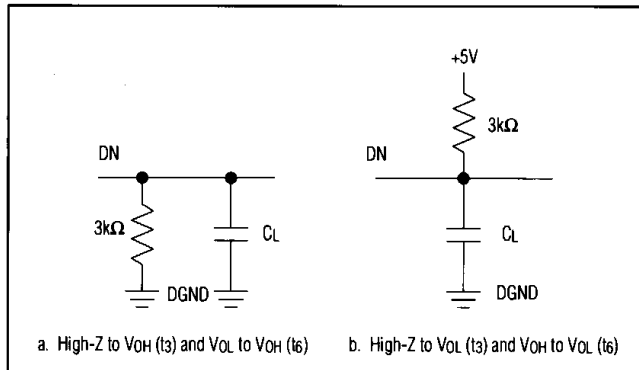 +5V
3kΩ
DN
DN
3kΩ
CL
CL
DGND
DGND
a. High-Z to VOH (t3) and VOL to VOH (t6)
b. High-Z to VOL (t3) and VOH to VOL (t6)